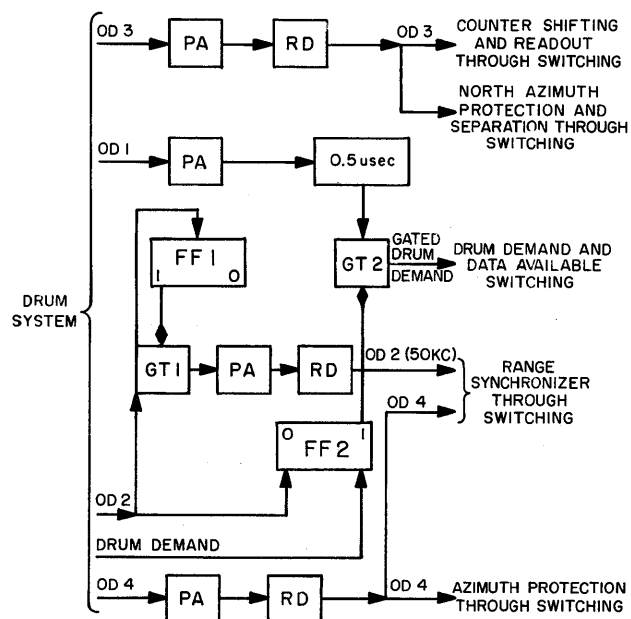 OD 3
PA
RD
OD 3
COUNTER SHIFTING
AND READOUT
THROUGH SWITCHING
NORTH AZIMUTH
PROTECTION AND
SEPARATION THROUGH
SWITCHING
OD 1
PA
0.5 usec
FF 1
1 0
GT 2
GATED
DRUM
DEMAND
DRUM DEMAND AND
DATA AVAILABLE
SWITCHING
DRUM
SYSTEM
GT 1
PA
RD
OD 2 (50KC)
RANGE
SYNCHRONIZER
THROUGH
SWITCHING
OD 4
0 1
FF 2
OD 2
DRUM DEMAND
OD 4
PA
RD
OD 4
AZIMUTH PROTECTION
THROUGH SWITCHING